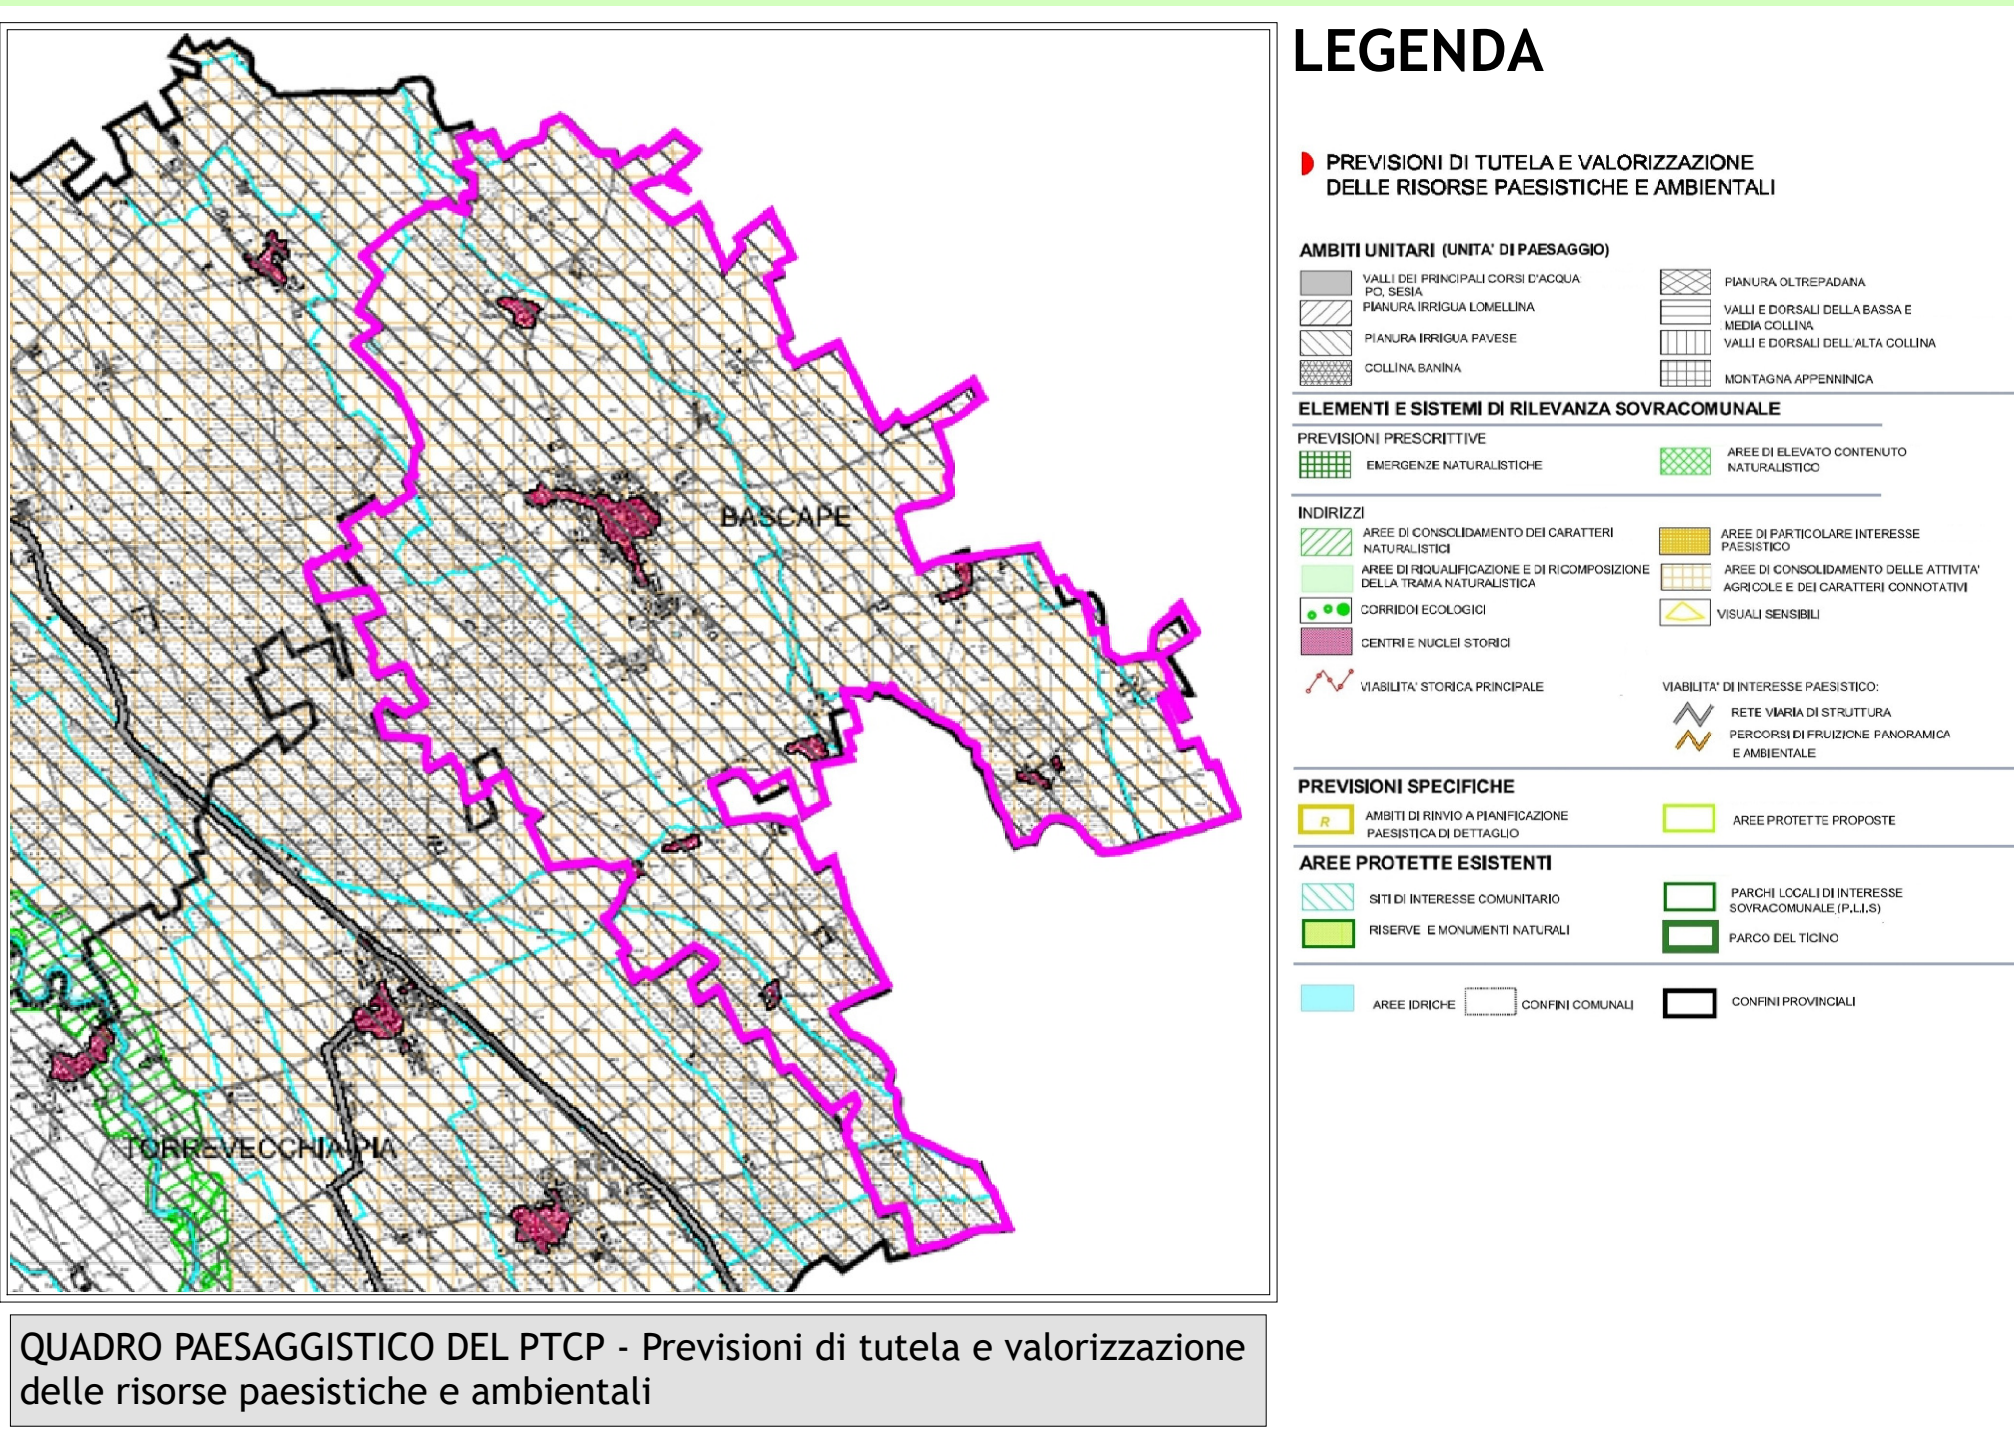 LEGENDA
PREVISIONI DI TUTELA E VALORIZZAZIONE
DELLE RISORSE PAESISTICHE E AMBIENTALI
AMBITI UNITARI (UNITA' DI PAESAGGIO)
VALLI DEI PRINCIPALI CORSI D'ACQUA
PO, SESIA
PIANURA IRRIGUA LOMELLINA
PIANURA IRRIGUA PAVESE
COLLINA BANINA
PIANURA OLTREPADANA
VALLI E DORSALI DELLA BASSA E
MEDIA COLLINA
VALLI E DORSALI DELL'ALTA COLLINA
MONTAGNA APPENNINICA
ELEMENTI E SISTEMI DI RILEVANZA SOVRACOMUNALE
PREVISIONI PRESCRITTIVE
EMERGENZE NATURALISTICHE
AREE DI ELEVATO CONTENUTO
NATURALISTICO
INDIRIZZI
AREE DI CONSOLIDAMENTO DEI CARATTERI
NATURALISTICI
AREE DI RIQUALIFICAZIONE E DI RICOMPOSIZIONE
DELLA TRAMA NATURALISTICA
CORRIDOI ECOLOGICI
CENTRI E NUCLEI STORICI
VIABILITA' STORICA PRINCIPALE
AREE DI PARTICOLARE INTERESSE
PAESISTICO
AREE DI CONSOLIDAMENTO DELLE ATTIVITA'
AGRICOLE E DEI CARATTERI CONNOTATIVI
VISUALI SENSIBILI
VIABILITA' DI INTERESSE PAESISTICO:
RETE VIARIA DI STRUTTURA
PERCORSI DI FRUIZIONE PANORAMICA
E AMBIENTALE
PREVISIONI SPECIFICHE
R
AMBITI DI RINVIO A PIANIFICAZIONE
PAESISTICA DI DETTAGLIO
AREE PROTETTE PROPOSTE
AREE PROTETTE ESISTENTI
SITI DI INTERESSE COMUNITARIO
RISERVE E MONUMENTI NATURALI
PARCHI LOCALI DI INTERESSE
SOVRACOMUNALE (P.L.I.S)
PARCO DEL TICINO
AREE IDRICHE
CONFINI COMUNALI
CONFINI PROVINCIALI
BASCAPE'
TORREVECCHIA PIA
QUADRO PAESAGGISTICO DEL PTCP - Previsioni di tutela e valorizzazione
delle risorse paesistiche e ambientali